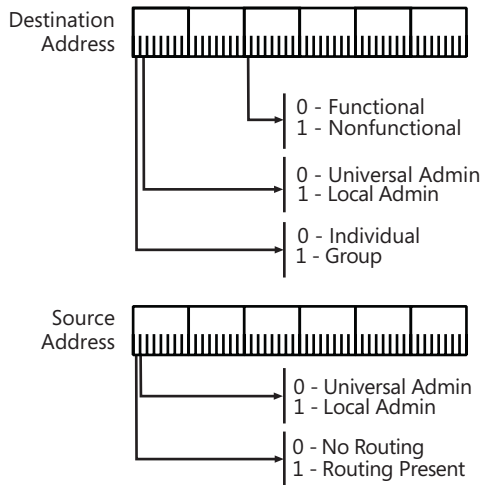 Destination
Address
0 - Functional
1 - Nonfunctional
0 - Universal Admin
1 - Local Admin
0 - Individual
1 - Group
Source
Address
0 - Universal Admin
1 - Local Admin
0 - No Routing
1 - Routing Present